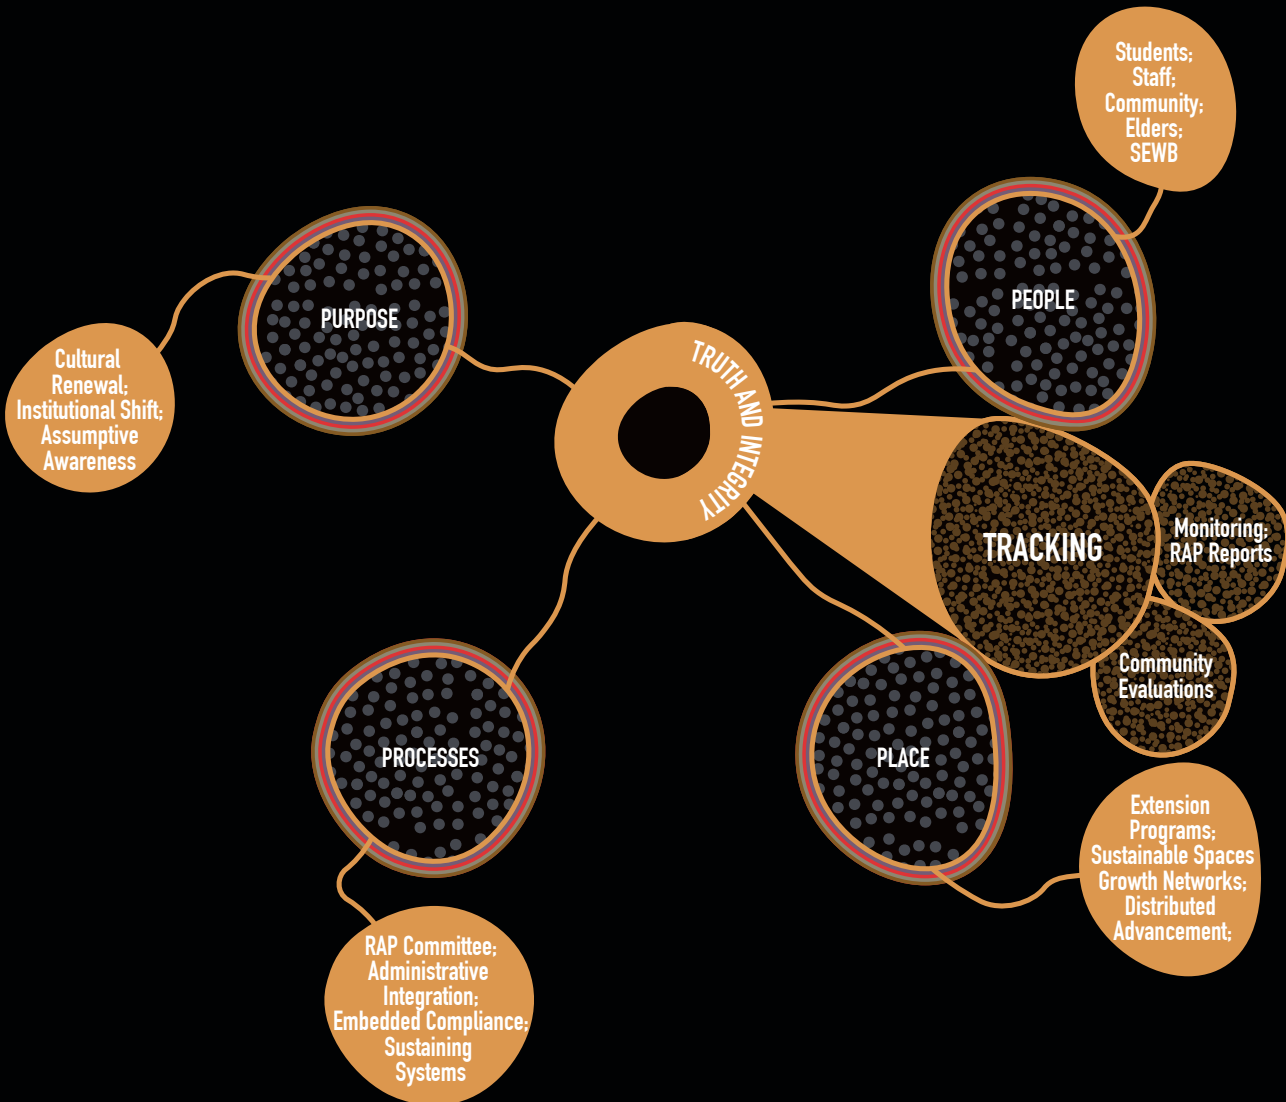 Students;
Staff;
Community;
Elders;
SEWB
PEOPLE
PURPOSE
Cultural
Renewal;
Institutional Shift;
Assumptive
Awareness
TRUTH AND INTEGRITY
TRACKING
Monitoring;
RAP Reports
Community
Evaluations
PROCESSES
PLACE
Extension
Programs;
Sustainable Spaces
Growth Networks;
Distributed
Advancement;
RAP Committee;
Administrative
Integration;
Embedded Compliance;
Sustaining
Systems